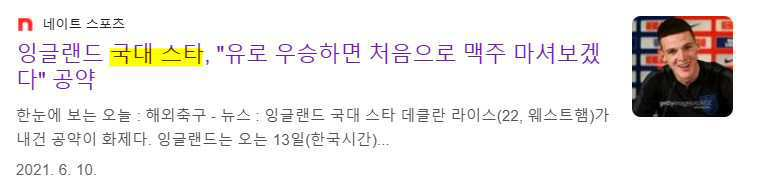 네이트 스포츠
잉글랜드 국대 스타, "유로 우승하면 처음으로 맥주 마셔보겠
다" 공약
한눈에 보는 오늘 : 해외축구 - 뉴스 : 잉글랜드 국대 스타 데클란 라이스(22, 웨스트햄)가
내건 공약이 화제다. 잉글랜드는 오는 13일(한국시간)...
2021. 6. 10.